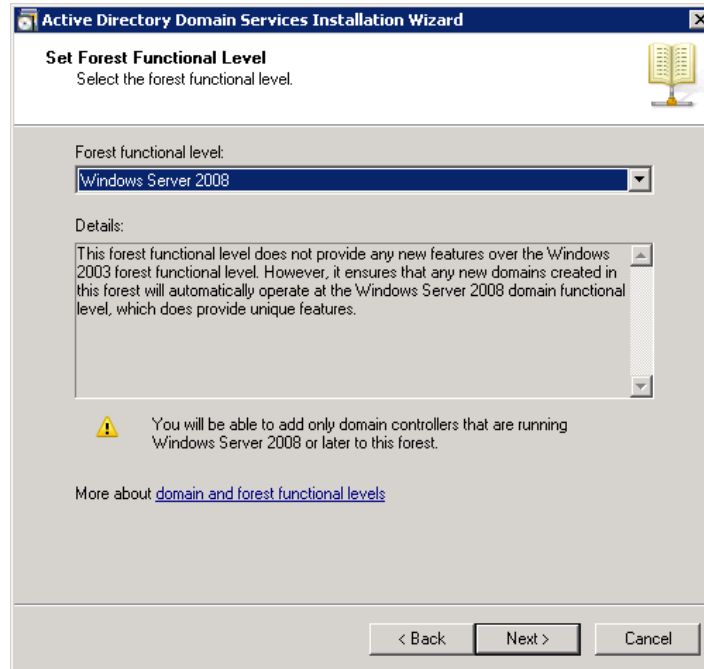 Active Directory Domain Services Installation Wizard
Set Forest Functional Level
Select the forest functional level.
Forest functional level:
Windows Server 2008
Details:
This forest functional level does not provide any new features over the Windows
2003 forest functional level. However, it ensures that any new domains created in
this forest will automatically operate at the Windows Server 2008 domain functional
level, which does provide unique features.
You will be able to add only domain controllers that are running
Windows Server 2008 or later to this forest.
More about domain and forest functional levels
< Back
Next >
Cancel